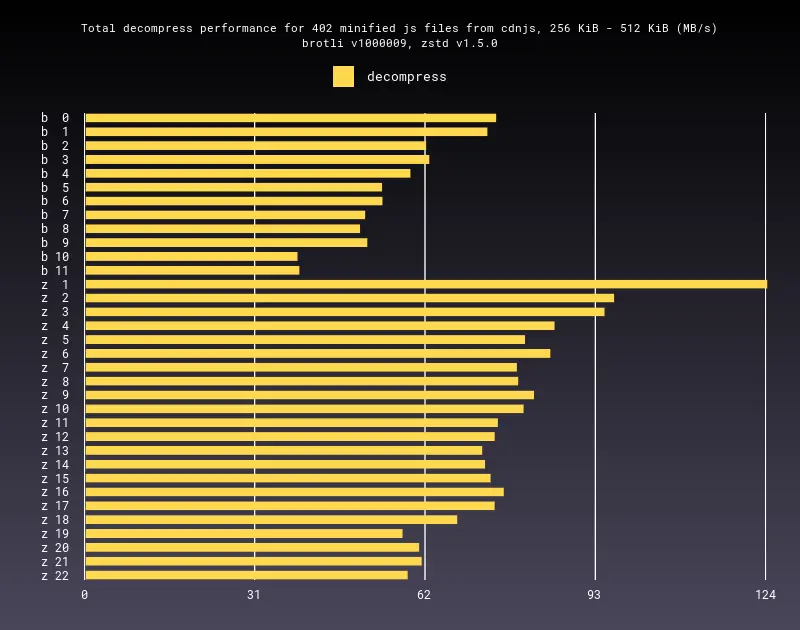 Total decompress performance for 402 minified js files from cdnjs, 256 KiB - 512 KiB (MB/s)
brotli v1000009, zstd v1.5.0
decompress
b 0
b 1
b 2
b 3
b 4
b 5
b 6
b 7
b 8
b 9
b 10
b 11
z 1
z 2
z 3
z 4
z 5
z 6
z 7
z 8
z 9
z 10
z 11
z 12
z 13
z 14
z 15
z 16
z 17
z 18
z 19
z 20
z 21
z 22
0 31 62 93 124